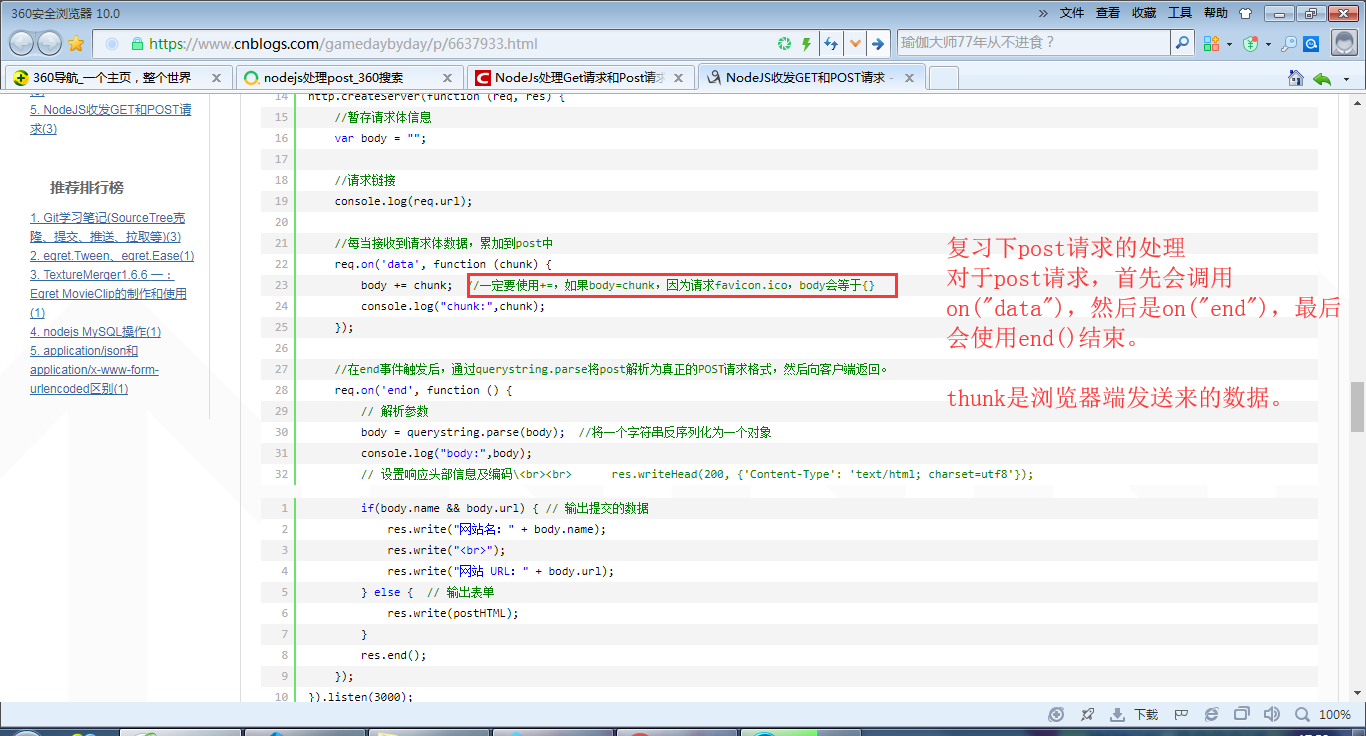 360安全浏览器 10.0
» 文件 查看 收藏 工具 帮助
https://www.cnblogs.com/gamedaybyday/p/6637933.html
瑜伽大师77年从不进食？
360导航_一个主页，整个世界
nodejs处理post_360搜索
NodeJs处理Get请求和Post请求
NodeJS收发GET和POST请求 -
5. NodeJS收发GET和POST请
求(3)
推荐排行榜
1. Git学习笔记(SourceTree克
隆、提交、推送、拉取等)(3)
2. egret.Tween、egret.Ease(1)
3. TextureMerger1.6.6 一：
Egret MovieClip的制作和使用
(1)
4. nodejs MySQL操作(1)
5. application/json和
application/x-www-form-
urlencoded区别(1)
14 http.createServer(function (req, res) {
15 //暂存请求体信息
16 var body = "";
17
18 //请求链接
19 console.log(req.url);
20
21 //每当接收到请求体数据，累加到post中
22 req.on('data', function (chunk) {
23 body += chunk;  //一定要使用+=，如果body=chunk，因为请求favicon.ico，body会等于{}
24 console.log("chunk:",chunk);
25 });
26
27 //在end事件触发后，通过querystring.parse将post解析为真正的POST请求格式，然后向客户端返回。
28 req.on('end', function () {
29 // 解析参数
30 body = querystring.parse(body);  //将一个字符串反序列化为一个对象
31 console.log("body:",body);
32 // 设置响应头部信息及编码\<br><br>      res.writeHead(200, {'Content-Type': 'text/html; charset=utf8'});
1 if(body.name && body.url) { // 输出提交的数据
2 res.write("网站名：" + body.name);
3 res.write("<br>");
4 res.write("网站 URL：" + body.url);
5 } else {  // 输出表单
6 res.write(postHTML);
7 }
8 res.end();
9 });
10 }).listen(3000);
复习下post请求的处理
对于post请求，首先会调用
on("data")，然后是on("end")，最后
会使用end()结束。
thunk是浏览器端发送来的数据。
下载
100%